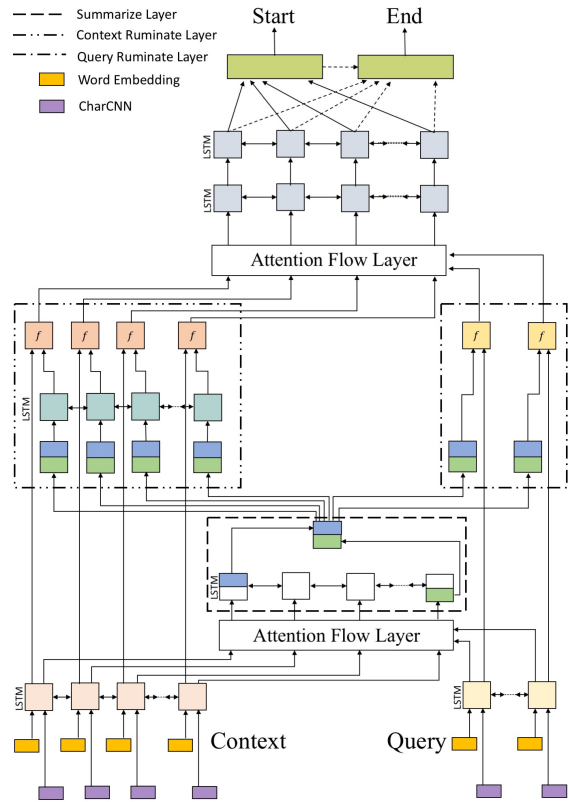 Summarize Layer
Context Ruminate Layer
Query Ruminate Layer
Word Embedding
CharCNN
Start End
LSTM
LSTM
Attention Flow Layer
f f f f f f
LSTM
LSTM
Attention Flow Layer
LSTM LSTM
Context Query